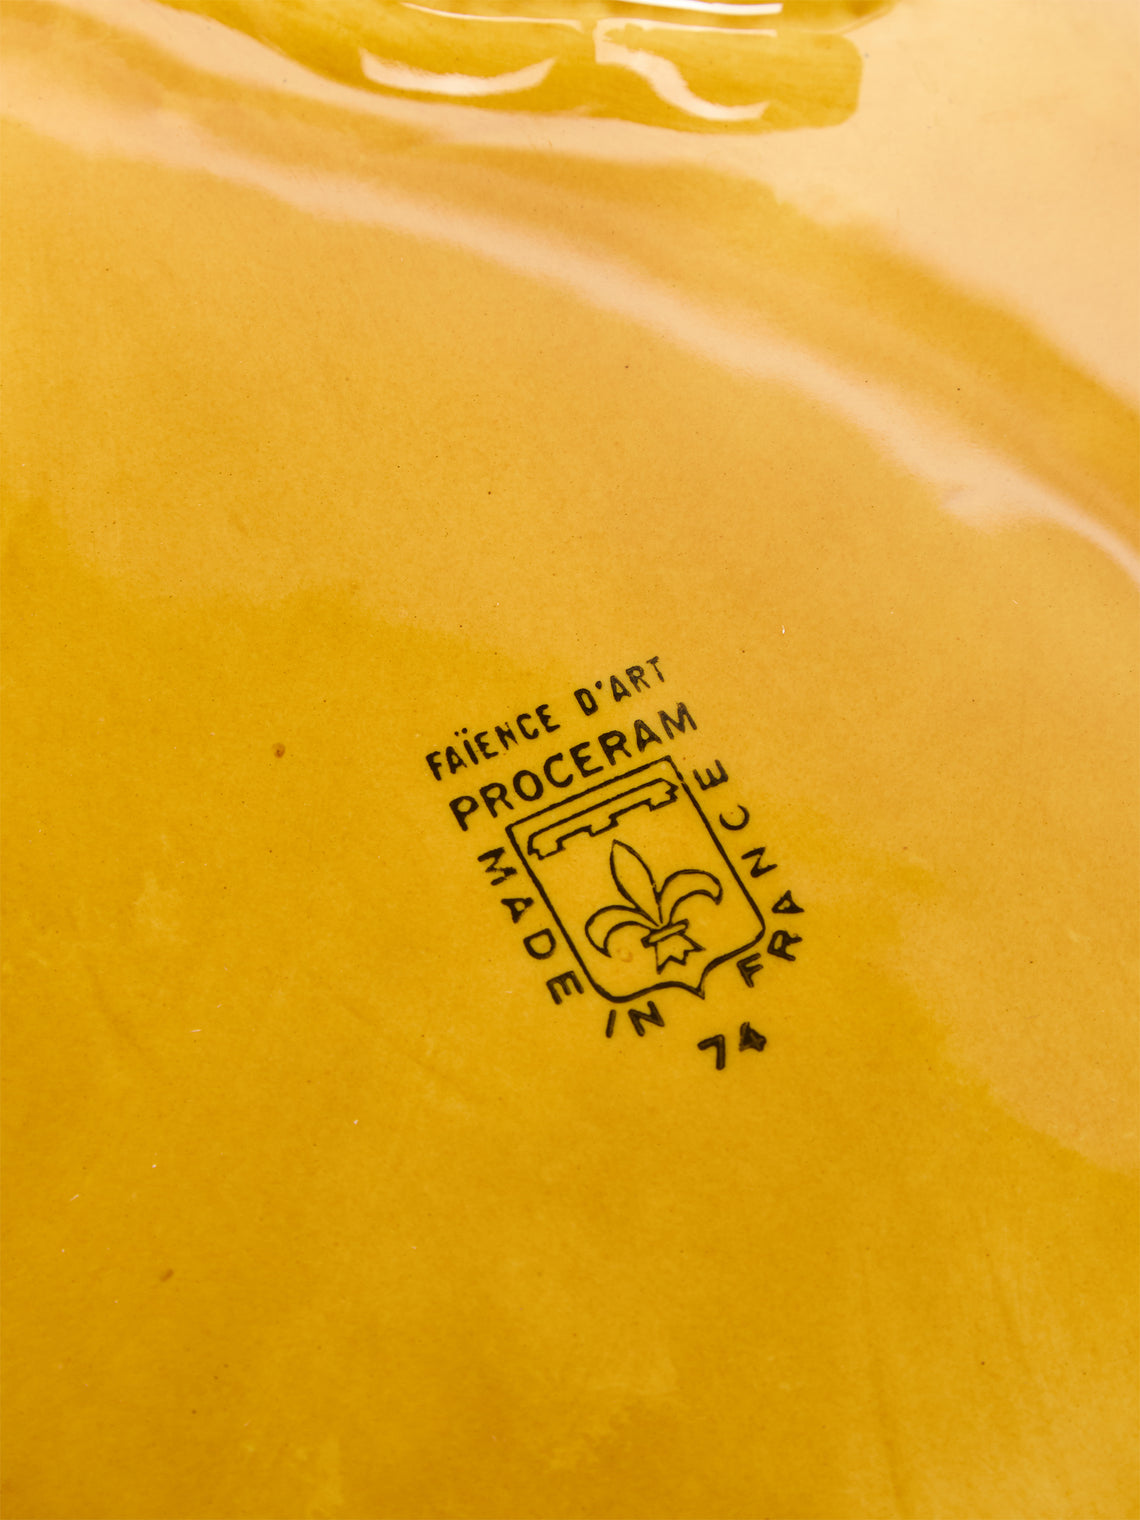 FAÏENCE D'ART
PROCERAM
MADE IN FRANCE
74